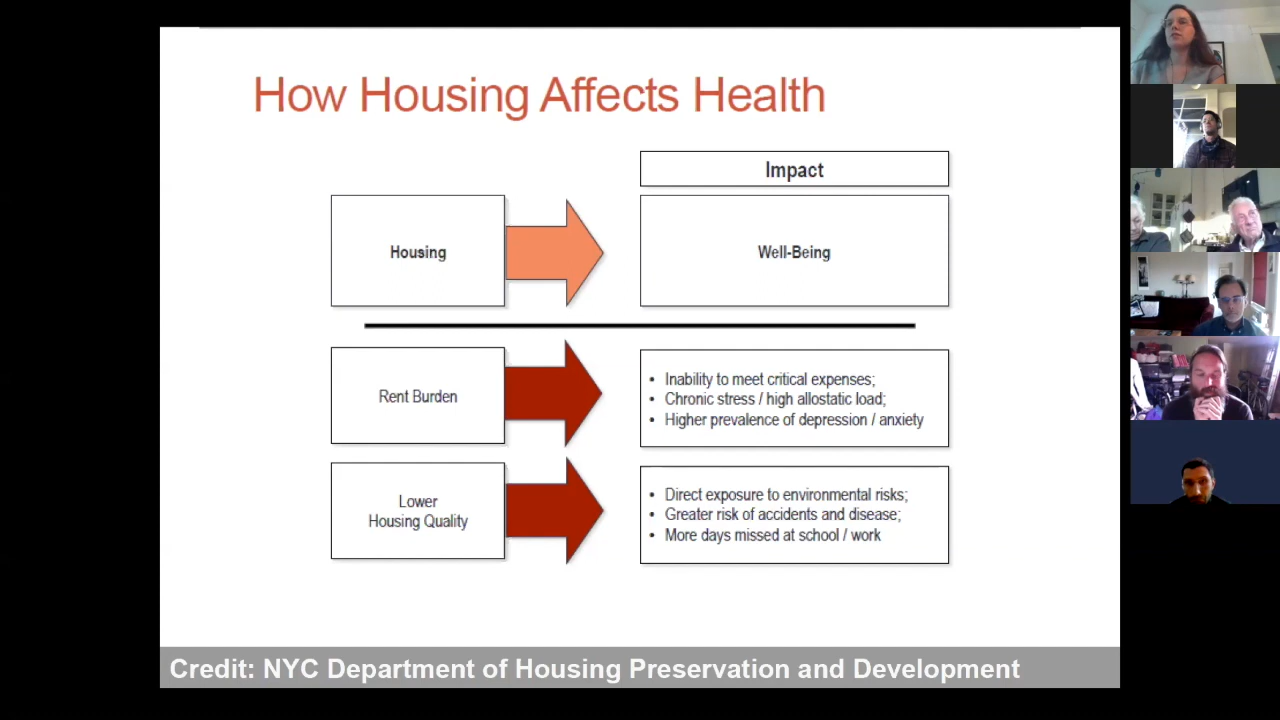 How Housing Affects Health
Impact
Housing
Well-Being
Rent Burden
• Inability to meet critical expenses;
• Chronic stress / high allostatic load;
• Higher prevalence of depression / anxiety
Lower
Housing Quality
• Direct exposure to environmental risks;
• Greater risk of accidents and disease;
• More days missed at school / work
Credit: NYC Department of Housing Preservation and Development